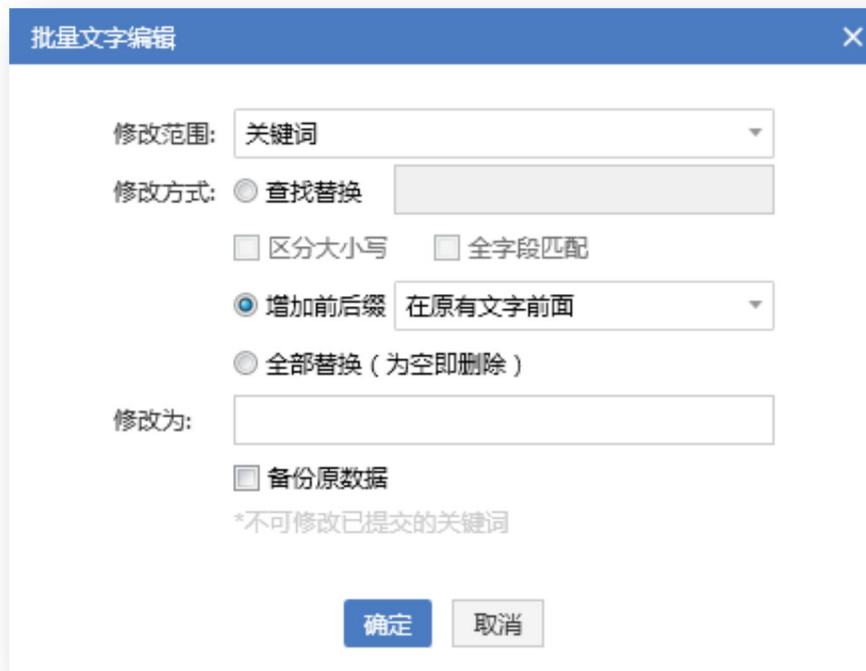 批量文字编辑
修改范围: 关键词
修改方式: 查找替换
区分大小写 全字段匹配
增加前后缀 在原有文字前面
全部替换(为空即删除)
修改为:
备份原数据
*不可修改已提交的关键词
确定 取消